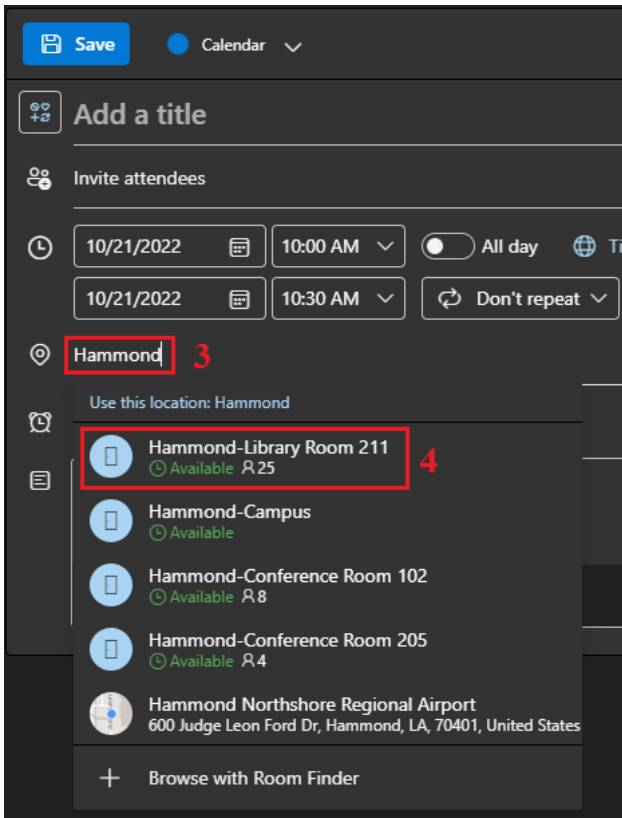 Save Calendar
Add a title
Invite attendees
10/21/2022 10:00 AM All day
10/21/2022 10:30 AM Don't repeat
Hammond 3
Use this location: Hammond
Hammond-Library Room 211
Available 25
4
Hammond-Campus
Available
Hammond-Conference Room 102
Available 8
Hammond-Conference Room 205
Available 4
Hammond Northshore Regional Airport
600 Judge Leon Ford Dr, Hammond, LA, 70401, United States
Browse with Room Finder